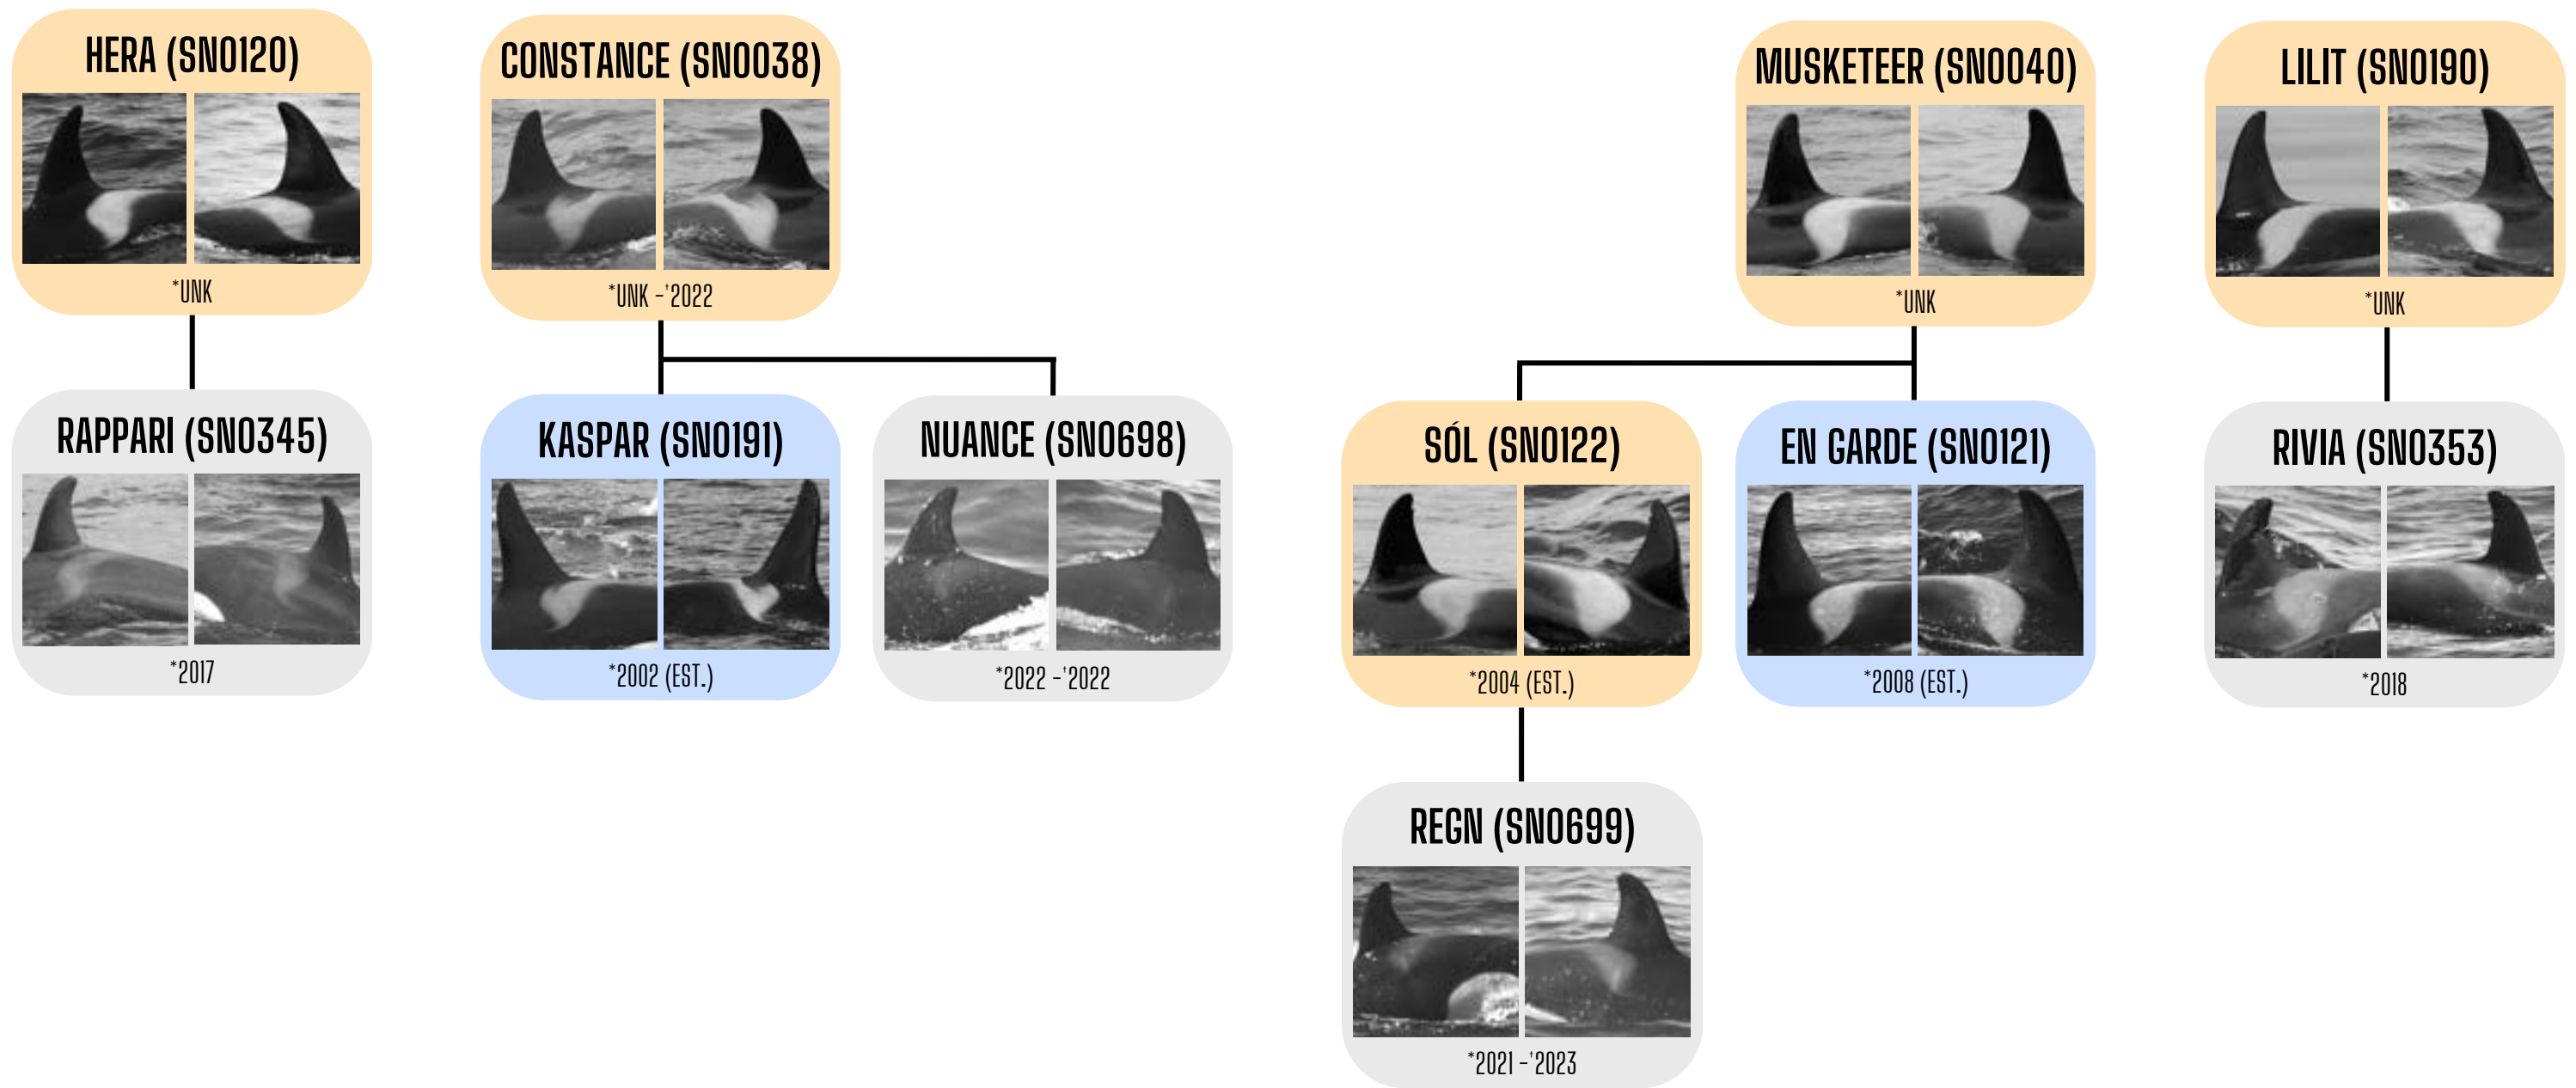 HERA (SN0120)
*UNK
CONSTANCE (SN0038)
*UNK -†2022
MUSKETEER (SN0040)
*UNK
LILIT (SN0190)
*UNK
RAPPARI (SN0345)
*2017
KASPAR (SN0191)
*2002 (EST.)
NUANCE (SN0698)
*2022 -†2022
SÓL (SN0122)
*2004 (EST.)
EN GARDE (SN0121)
*2008 (EST.)
RIVIA (SN0353)
*2018
REGN (SN0699)
*2021 -†2023